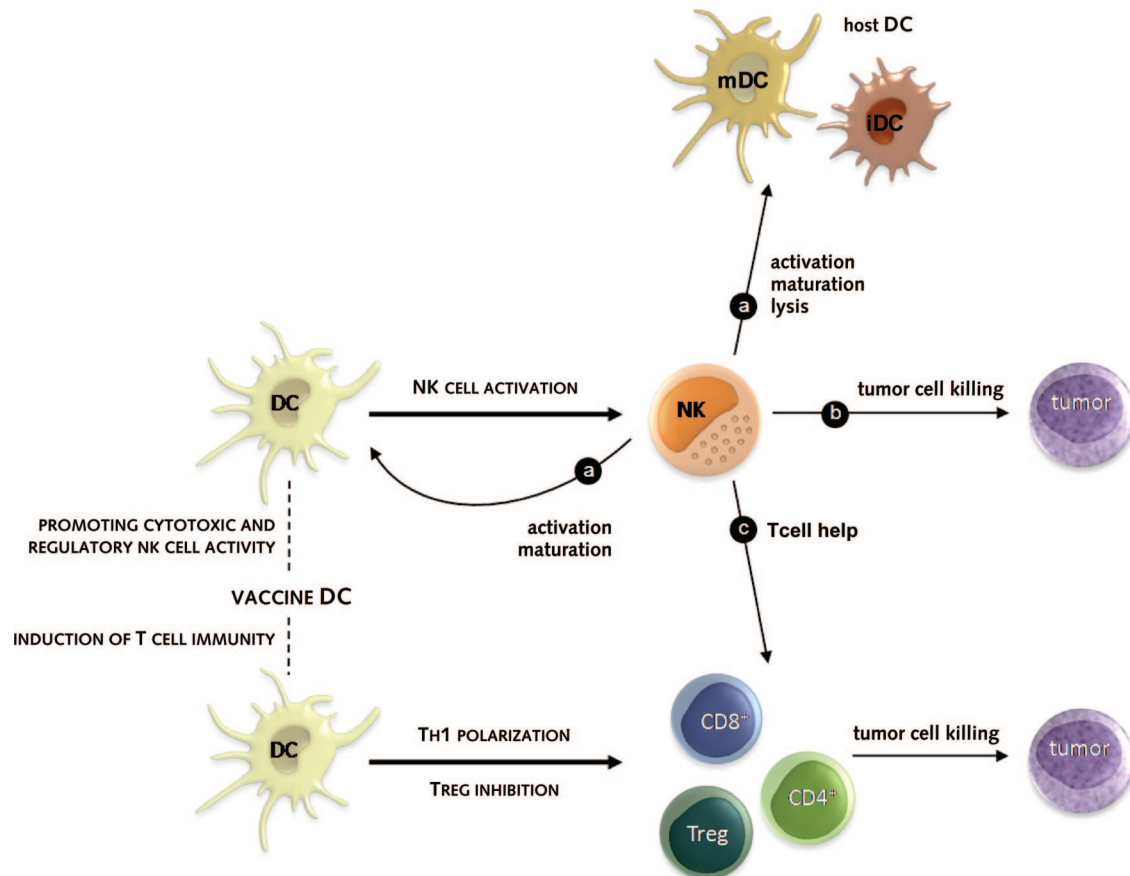 host DC
mDC
iDC
activation
maturation
lysis
a
NK CELL ACTIVATION
tumor cell killing
DC
NK
b
tumor
a
activation
maturation
c
Tcell help
PROMOTING CYTOTOXIC AND
REGULATORY NK CELL ACTIVITY
VACCINE DC
INDUCTION OF T CELL IMMUNITY
CD8+
DC
TH1 POLARIZATION
TREG INHIBITION
tumor cell killing
tumor
CD4+
Treg